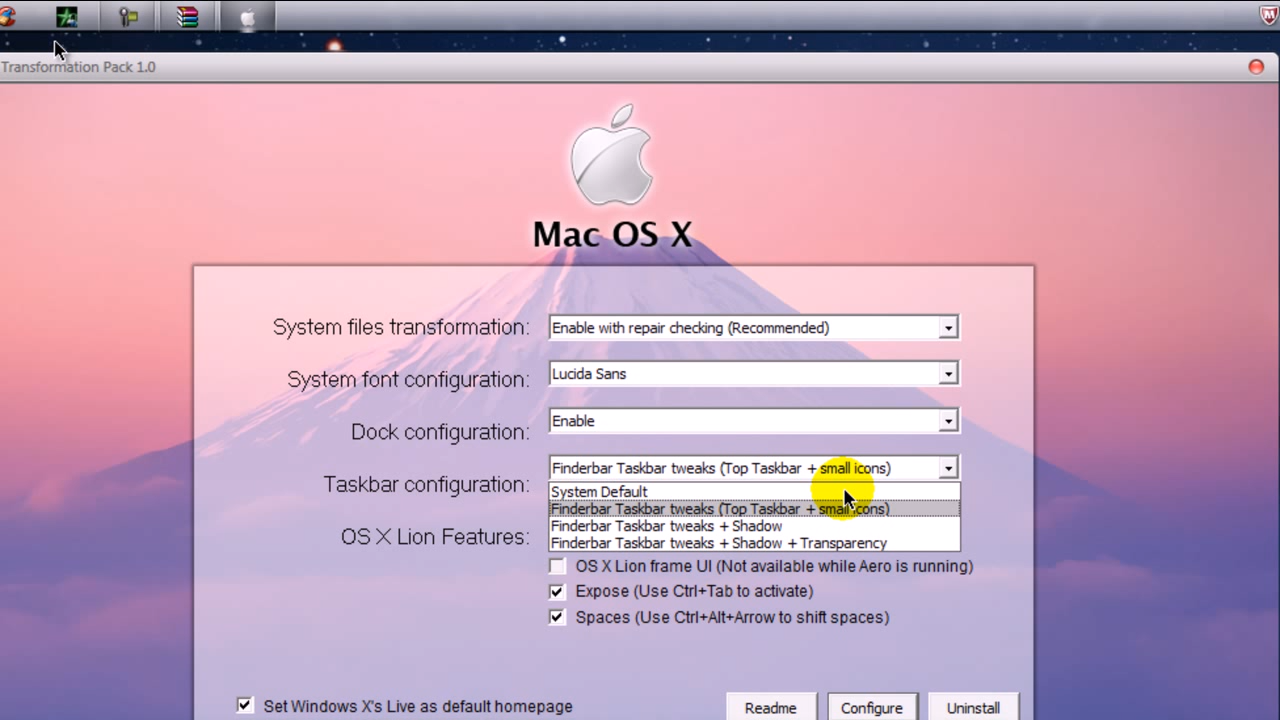 Transformation Pack 1.0
Mac OS X
System files transformation: Enable with repair checking (Recommended)
System font configuration: Lucida Sans
Dock configuration: Enable
Taskbar configuration: Finderbar Taskbar tweaks (Top Taskbar + small icons)
System Default
Finderbar Taskbar tweaks (Top Taskbar + small icons)
Finderbar Taskbar tweaks + Shadow
Finderbar Taskbar tweaks + Shadow + Transparency
OS X Lion Features:
OS X Lion frame UI (Not available while Aero is running)
Expose (Use Ctrl+Tab to activate)
Spaces (Use Ctrl+Alt+Arrow to shift spaces)
Set Windows X's Live as default homepage
Readme
Configure
Uninstall